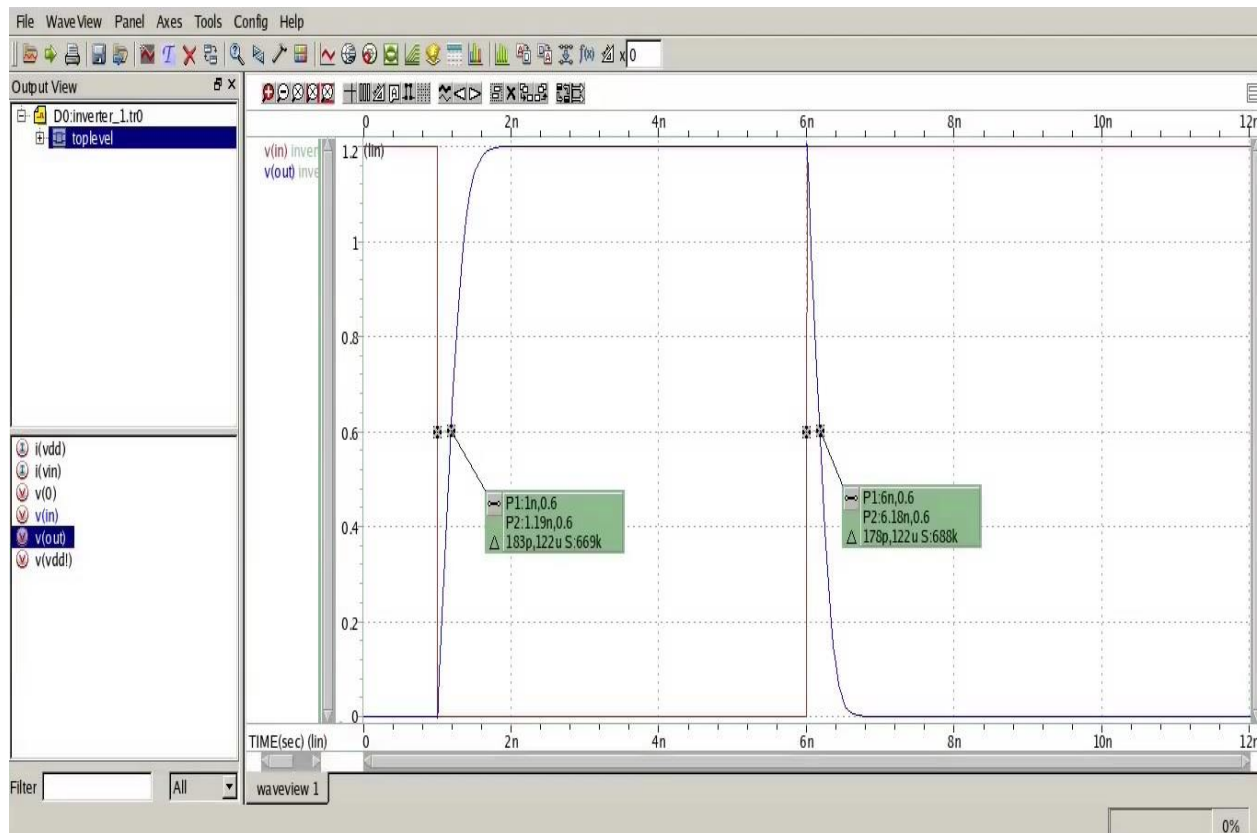 File WaveView Panel Axes Tools Config Help
x 0
Output View
D0:inverter_1.tr0
toplevel
i(vdd)
i(vin)
v(0)
v(in)
v(out)
v(vdd!)
Filter All
0 2n 4n 6n 8n 10n 12n
v(in) inver
v(out) inve
1.2 (lin)
1
0.8
0.6
0.4
0.2
0
P1:1n,0.6
P2:1.19n,0.6
Δ 183p,122u S:669k
P1:6n,0.6
P2:6.18n,0.6
Δ 178p,122u S:688k
TIME(sec) (lin) 0 2n 4n 6n 8n 10n 12n
waveview 1
0%